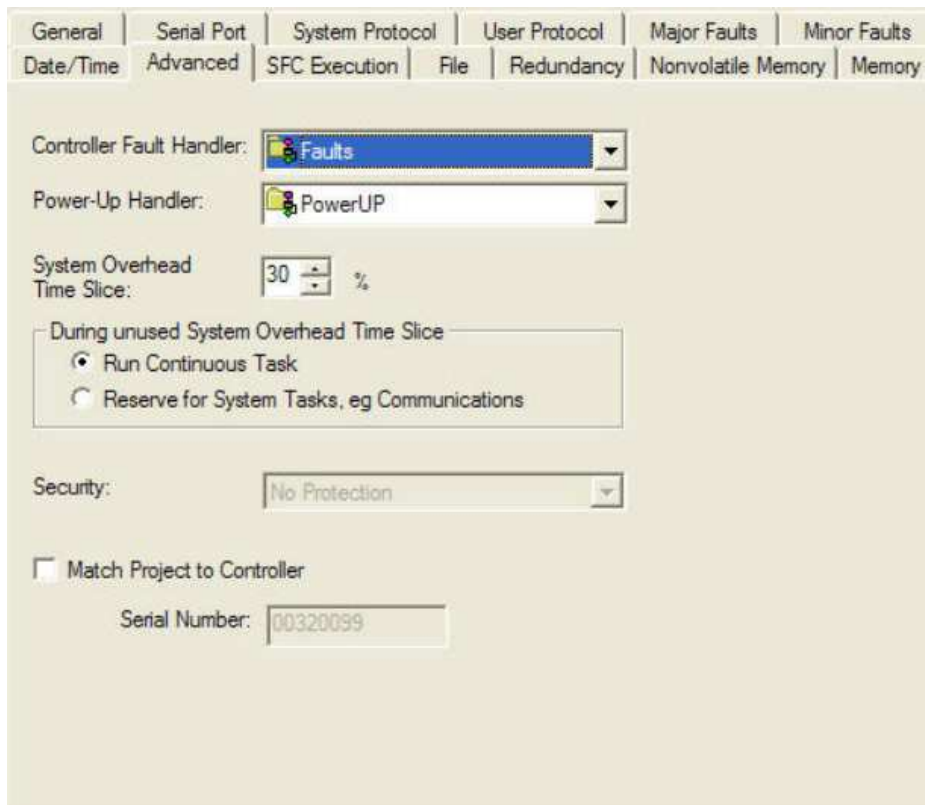 General Serial Port System Protocol User Protocol Major Faults Minor Faults
Date/Time Advanced SFC Execution File Redundancy Nonvolatile Memory Memory
Controller Fault Handler: Faults
Power-Up Handler: PowerUP
System Overhead
Time Slice: 30 %
During unused System Overhead Time Slice
Run Continuous Task
Reserve for System Tasks, eg Communications
Security: No Protection
Match Project to Controller
Serial Number: 00320099